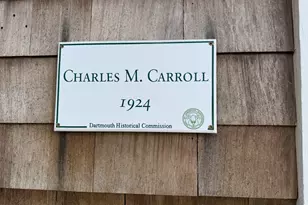 Charles M. Carroll
1924
Dartmouth Historical Commission